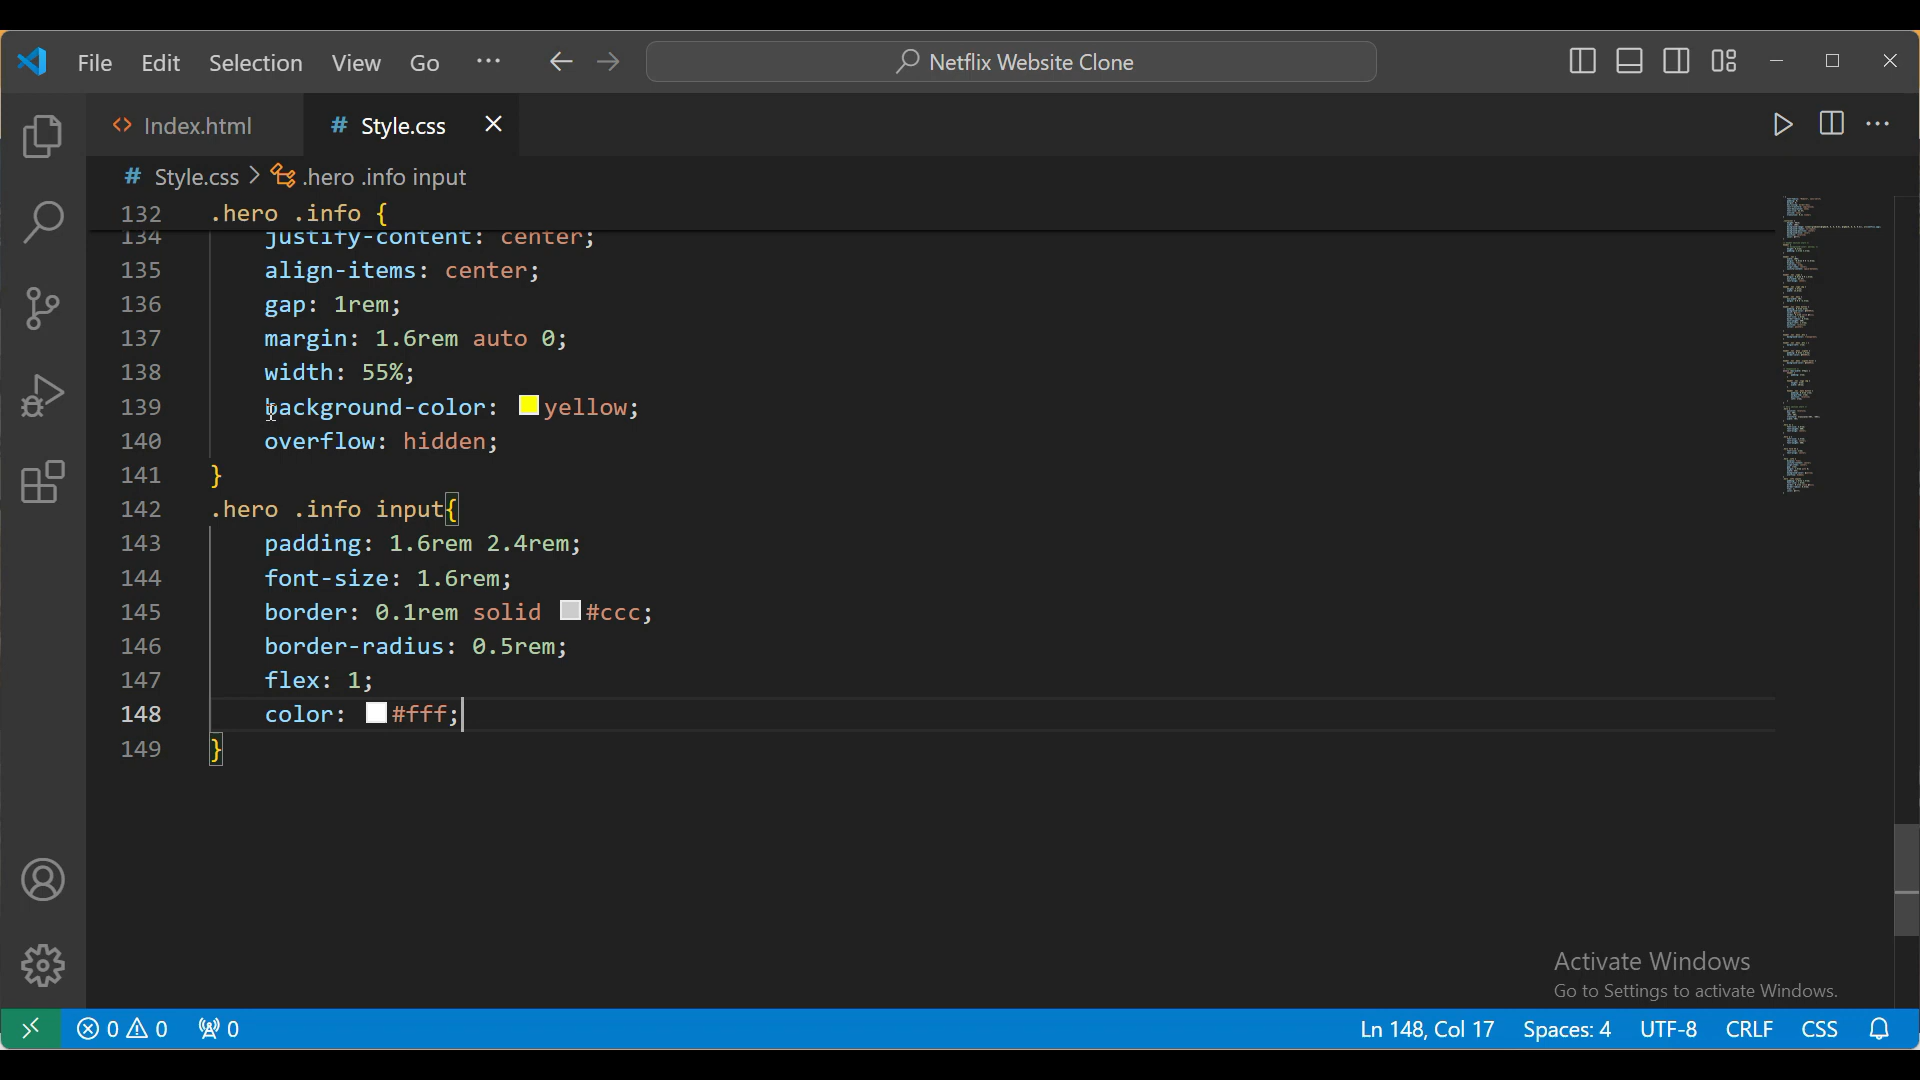 File Edit Selection View Go ··· Netflix Website Clone
Index.html # Style.css
# Style.css > .hero .info input
132 .hero .info {
134 justify-content: center;
135 align-items: center;
136 gap: 1rem;
137 margin: 1.6rem auto 0;
138 width: 55%;
139 background-color: yellow;
140 overflow: hidden;
141 }
142 .hero .info input{
143 padding: 1.6rem 2.4rem;
144 font-size: 1.6rem;
145 border: 0.1rem solid #ccc;
146 border-radius: 0.5rem;
147 flex: 1;
148 color: #fff;
149 }
Activate Windows
Go to Settings to activate Windows.
0 0 0 Ln 148, Col 17 Spaces: 4 UTF-8 CRLF CSS